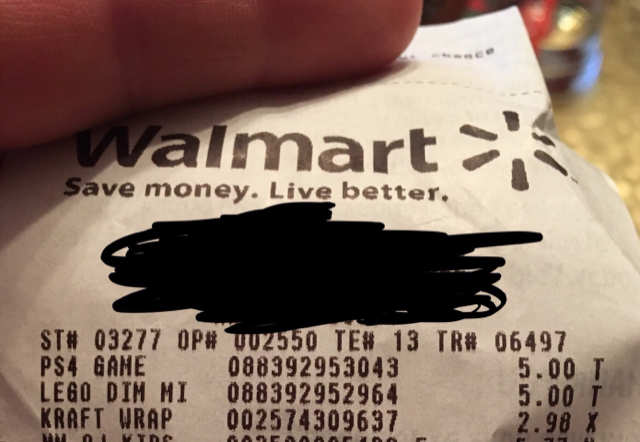 Walmart
Save money. Live better.
ST# 03277 OP# 002550 TE# 13 TR# 06497
PS4 GAME 088392953043 5.00 T
LEGO DIM MI 088392952964 5.00 T
KRAFT WRAP 002574309637 2.98 X